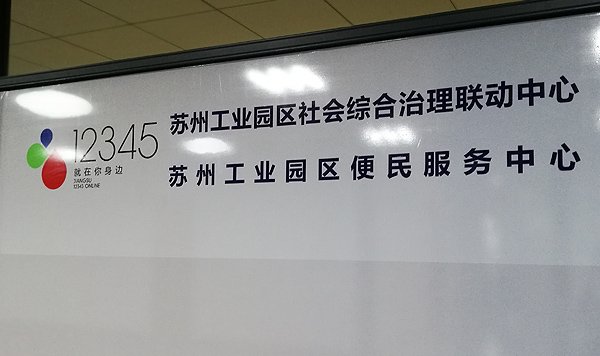 12345
就在你身边
JIANGSU
12345 ONLINE
苏州工业园区社会综合治理联动中心
苏州工业园区便民服务中心